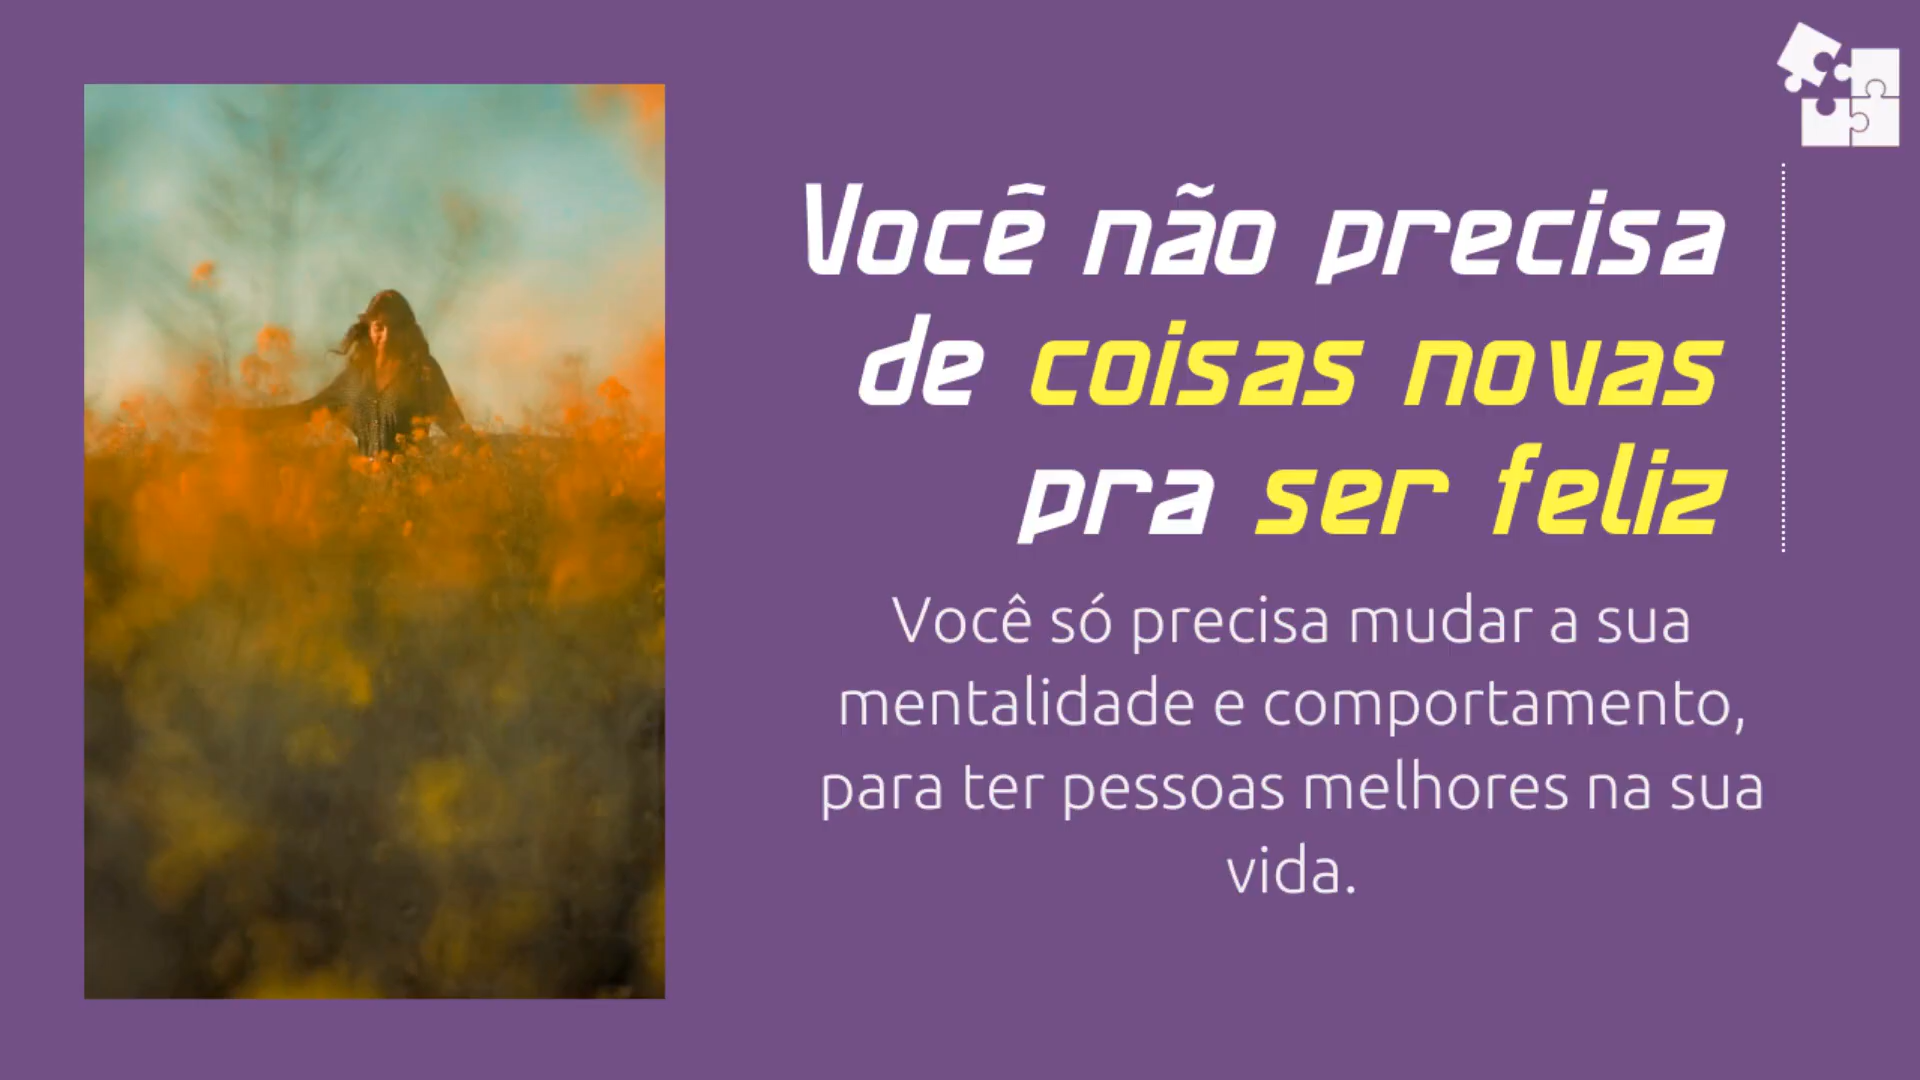 Você não precisa
de coisas novas
pra ser feliz
Você só precisa mudar a sua
mentalidade e comportamento,
para ter pessoas melhores na sua
vida.